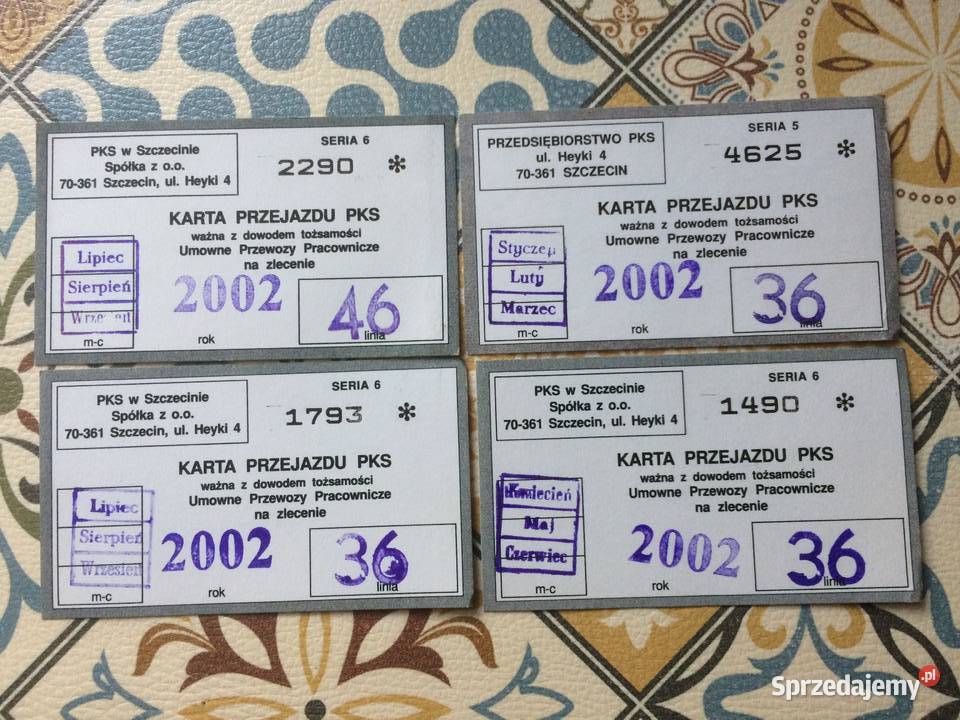 PKS w Szczecinie
Spółka z o.o.
70-361 Szczecin, ul. Heyki 4
SERIA 6
2290 *
KARTA PRZEJAZDU PKS
ważna z dowodem tożsamości
Umowne Przewozy Pracownicze
na zlecenie
Lipiec
Sierpień
Wrzesień
m-c
2002
rok
46
linia
PRZEDSIĘBIORSTWO PKS
ul. Heyki 4
70-361 SZCZECIN
SERIA 5
4625 *
KARTA PRZEJAZDU PKS
ważna z dowodem tożsamości
Umowne Przewozy Pracownicze
na zlecenie
Styczeń
Luty
Marzec
m-c
2002
rok
36
linia
PKS w Szczecinie
Spółka z o.o.
70-361 Szczecin, ul. Heyki 4
SERIA 6
1793 *
KARTA PRZEJAZDU PKS
ważna z dowodem tożsamości
Umowne Przewozy Pracownicze
na zlecenie
Lipiec
Sierpień
Wrzesień
m-c
2002
rok
36
linia
PKS w Szczecinie
Spółka z o.o.
70-361 Szczecin, ul. Heyki 4
SERIA 6
1490 *
KARTA PRZEJAZDU PKS
ważna z dowodem tożsamości
Umowne Przewozy Pracownicze
na zlecenie
Kwiecień
Maj
Czerwiec
m-c
2002
rok
36
linia
Sprzedajemy.pl